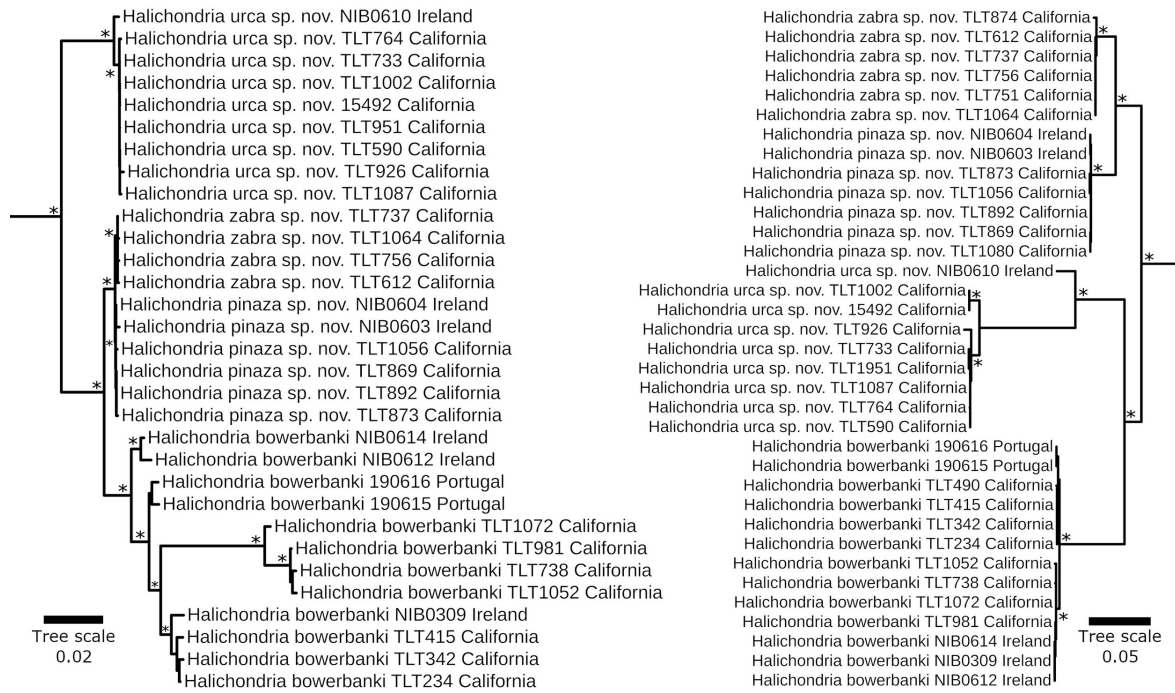 Halichondria urca sp. nov. NIB0610 Ireland
Halichondria urca sp. nov. TLT764 California
Halichondria urca sp. nov. TLT733 California
Halichondria urca sp. nov. TLT1002 California
Halichondria urca sp. nov. 15492 California
Halichondria urca sp. nov. TLT951 California
Halichondria urca sp. nov. TLT590 California
Halichondria urca sp. nov. TLT926 California
Halichondria urca sp. nov. TLT1087 California
Halichondria zabra sp. nov. TLT737 California
Halichondria zabra sp. nov. TLT1064 California
Halichondria zabra sp. nov. TLT756 California
Halichondria zabra sp. nov. TLT612 California
Halichondria pinaza sp. nov. NIB0604 Ireland
Halichondria pinaza sp. nov. NIB0603 Ireland
Halichondria pinaza sp. nov. TLT1056 California
Halichondria pinaza sp. nov. TLT869 California
Halichondria pinaza sp. nov. TLT892 California
Halichondria pinaza sp. nov. TLT873 California
Halichondria bowerbanki NIB0614 Ireland
Halichondria bowerbanki NIB0612 Ireland
Halichondria bowerbanki 190616 Portugal
Halichondria bowerbanki 190615 Portugal
Halichondria bowerbanki TLT1072 California
Halichondria bowerbanki TLT981 California
Halichondria bowerbanki TLT738 California
Halichondria bowerbanki TLT1052 California
Halichondria bowerbanki NIB0309 Ireland
Halichondria bowerbanki TLT415 California
Halichondria bowerbanki TLT342 California
Halichondria bowerbanki TLT234 California
Tree scale
0.02
Halichondria zabra sp. nov. TLT874 California
Halichondria zabra sp. nov. TLT612 California
Halichondria zabra sp. nov. TLT737 California
Halichondria zabra sp. nov. TLT756 California
Halichondria zabra sp. nov. TLT751 California
Halichondria zabra sp. nov. TLT1064 California
Halichondria pinaza sp. nov. NIB0604 Ireland
Halichondria pinaza sp. nov. NIB0603 Ireland
Halichondria pinaza sp. nov. TLT873 California
Halichondria pinaza sp. nov. TLT1056 California
Halichondria pinaza sp. nov. TLT892 California
Halichondria pinaza sp. nov. TLT869 California
Halichondria pinaza sp. nov. TLT1080 California
Halichondria urca sp. nov. NIB0610 Ireland
Halichondria urca sp. nov. TLT1002 California
Halichondria urca sp. nov. 15492 California
Halichondria urca sp. nov. TLT926 California
Halichondria urca sp. nov. TLT733 California
Halichondria urca sp. nov. TLT1951 California
Halichondria urca sp. nov. TLT1087 California
Halichondria urca sp. nov. TLT764 California
Halichondria urca sp. nov. TLT590 California
Halichondria bowerbanki 190616 Portugal
Halichondria bowerbanki 190615 Portugal
Halichondria bowerbanki TLT490 California
Halichondria bowerbanki TLT415 California
Halichondria bowerbanki TLT342 California
Halichondria bowerbanki TLT234 California
Halichondria bowerbanki TLT1052 California
Halichondria bowerbanki TLT738 California
Halichondria bowerbanki TLT1072 California
Halichondria bowerbanki TLT981 California
Halichondria bowerbanki NIB0614 Ireland
Halichondria bowerbanki NIB0309 Ireland
Halichondria bowerbanki NIB0612 Ireland
Tree scale
0.05